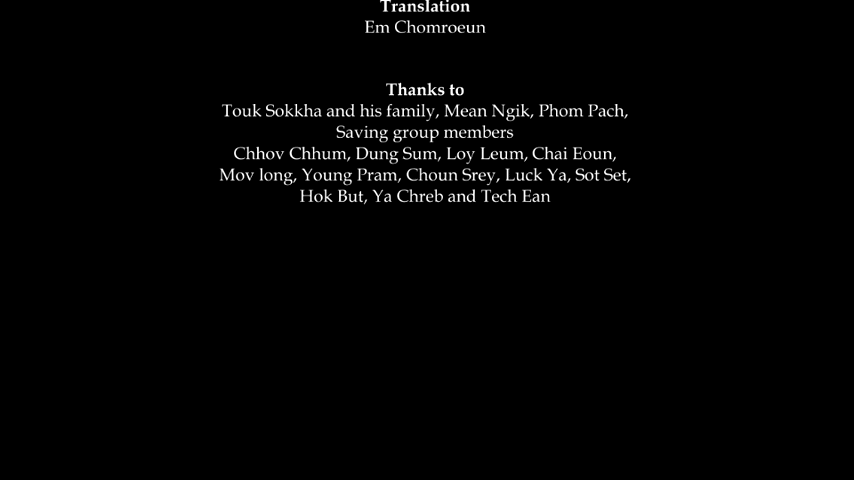 Translation
Em Chomroeun
Thanks to
Touk Sokkha and his family, Mean Ngik, Phom Pach,
Saving group members
Chhov Chhum, Dung Sum, Loy Leum, Chai Eoun,
Mov long, Young Pram, Choun Srey, Luck Ya, Sot Set,
Hok But, Ya Chreb and Tech Ean